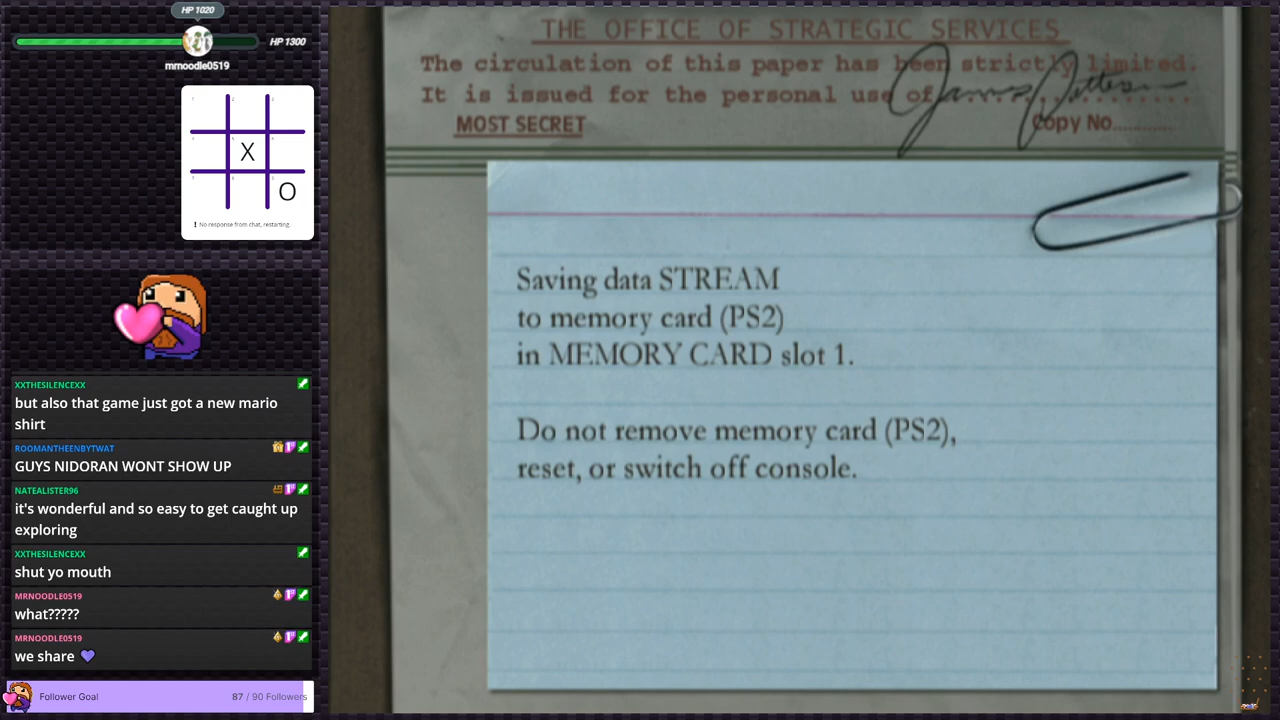 HP 1020
HP 1300
mrnoodle0519
X
O
! No response from chat, restarting.
XXTHESILENCEXX
but also that game just got a new mario
shirt
ROOMANTHEENBYTWAT
GUYS NIDORAN WONT SHOW UP
NATEALISTER96
it's wonderful and so easy to get caught up
exploring
XXTHESILENCEXX
shut yo mouth
MRNOODLE0519
what?????
MRNOODLE0519
we share 💜
Follower Goal
87 / 90 Followers
THE OFFICE OF STRATEGIC SERVICES
The circulation of this paper has been strictly limited.
It is issued for the personal use of
MOST SECRET
Copy No...........
Saving data STREAM
to memory card (PS2)
in MEMORY CARD slot 1.
Do not remove memory card (PS2),
reset, or switch off console.